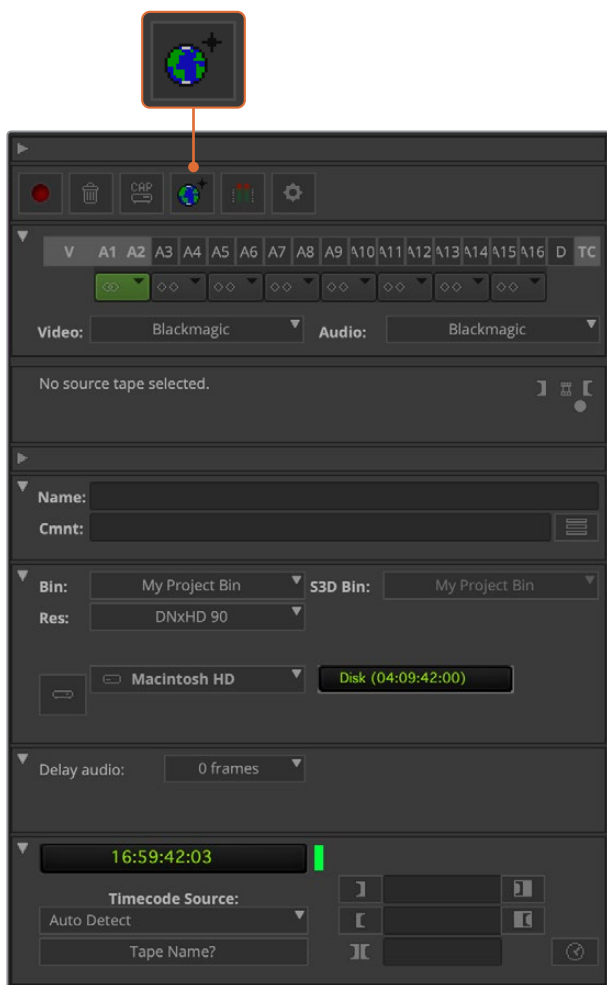 CAP
V A1 A2 A3 A4 A5 A6 A7 A8 A9 A10 A11 A12 A13 A14 A15 A16 D TC
Video: Blackmagic Audio: Blackmagic
No source tape selected.
Name:
Cmnt:
Bin: My Project Bin S3D Bin: My Project Bin
Res: DNxHD 90
Macintosh HD Disk (04:09:42:00)
Delay audio: 0 frames
16:59:42:03
Timecode Source:
Auto Detect
Tape Name?